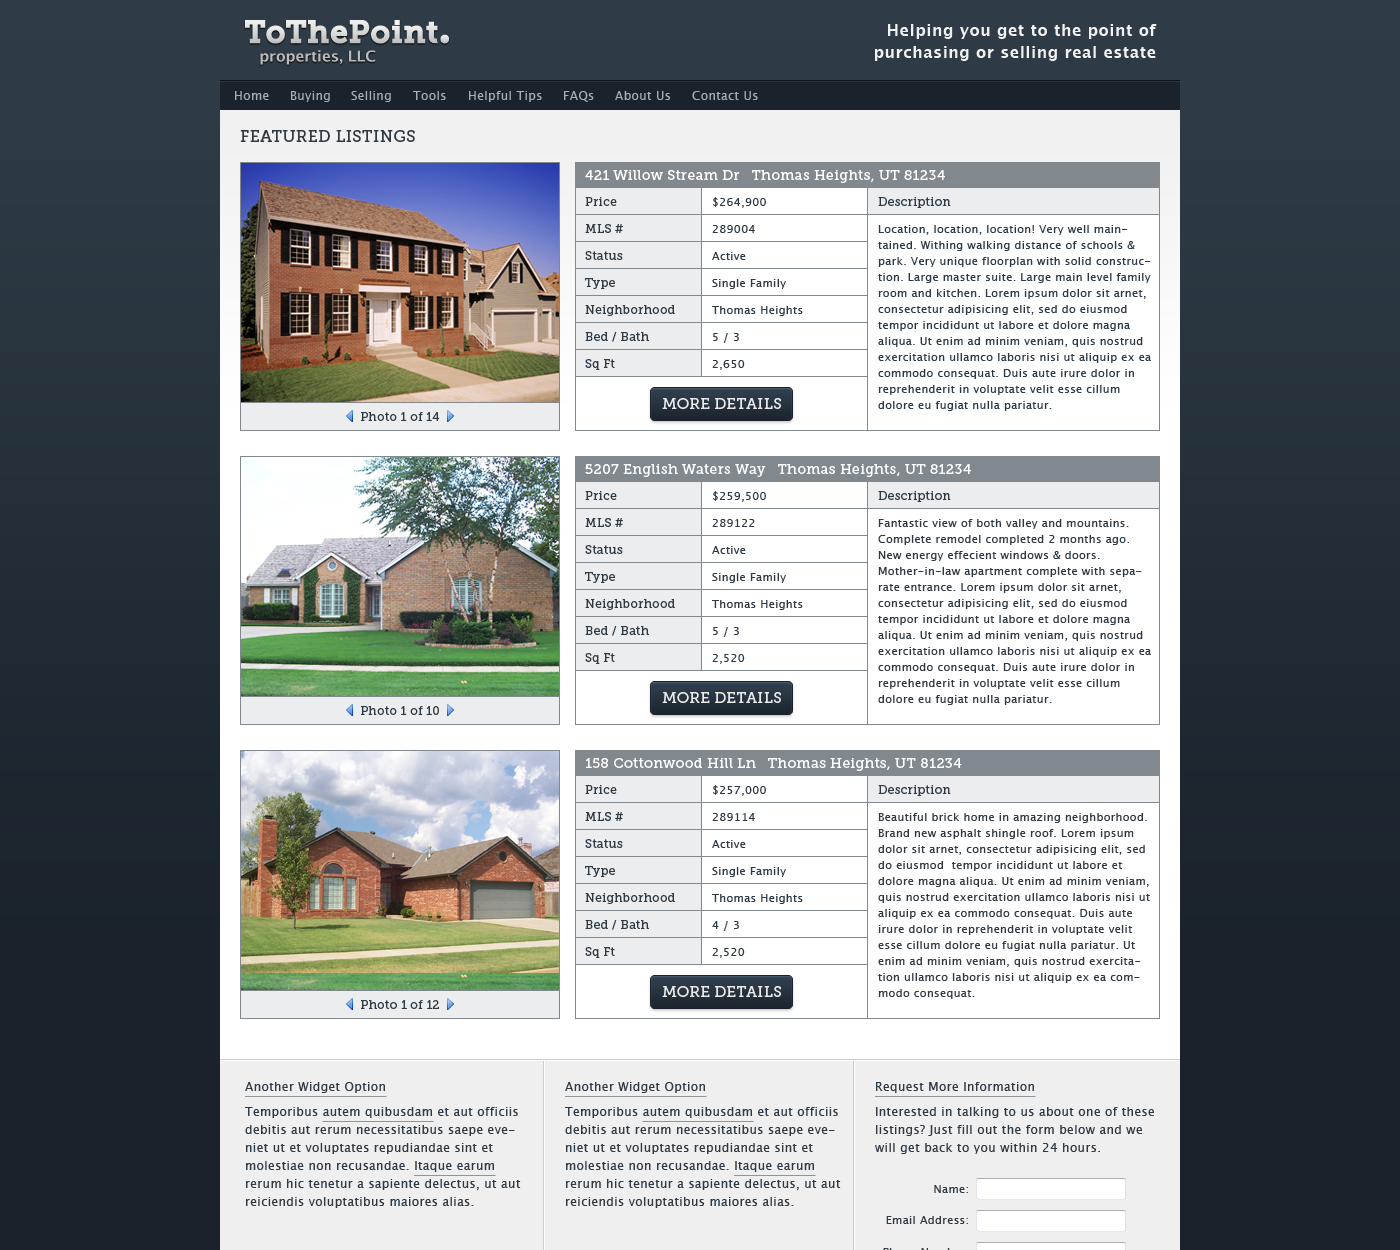 ToThePoint.
properties, LLC
Helping you get to the point of
purchasing or selling real estate
Home Buying Selling Tools Helpful Tips FAQs About Us Contact Us
FEATURED LISTINGS
421 Willow Stream Dr Thomas Heights, UT 81234
Price $264,900
MLS # 289004
Status Active
Type Single Family
Neighborhood Thomas Heights
Bed / Bath 5 / 3
Sq Ft 2,650
MORE DETAILS
Description
Location, location, location! Very well main-
tained. Withing walking distance of schools &
park. Very unique floorplan with solid construc-
tion. Large master suite. Large main level family
room and kitchen. Lorem ipsum dolor sit arnet,
consectetur adipisicing elit, sed do eiusmod
tempor incididunt ut labore et dolore magna
aliqua. Ut enim ad minim veniam, quis nostrud
exercitation ullamco laboris nisi ut aliquip ex ea
commodo consequat. Duis aute irure dolor in
reprehenderit in voluptate velit esse cillum
dolore eu fugiat nulla pariatur.
Photo 1 of 14
5207 English Waters Way Thomas Heights, UT 81234
Price $259,500
MLS # 289122
Status Active
Type Single Family
Neighborhood Thomas Heights
Bed / Bath 5 / 3
Sq Ft 2,520
MORE DETAILS
Description
Fantastic view of both valley and mountains.
Complete remodel completed 2 months ago.
New energy effecient windows & doors.
Mother-in-law apartment complete with sepa-
rate entrance. Lorem ipsum dolor sit arnet,
consectetur adipisicing elit, sed do eiusmod
tempor incididunt ut labore et dolore magna
aliqua. Ut enim ad minim veniam, quis nostrud
exercitation ullamco laboris nisi ut aliquip ex ea
commodo consequat. Duis aute irure dolor in
reprehenderit in voluptate velit esse cillum
dolore eu fugiat nulla pariatur.
Photo 1 of 10
158 Cottonwood Hill Ln Thomas Heights, UT 81234
Price $257,000
MLS # 289114
Status Active
Type Single Family
Neighborhood Thomas Heights
Bed / Bath 4 / 3
Sq Ft 2,520
MORE DETAILS
Description
Beautiful brick home in amazing neighborhood.
Brand new asphalt shingle roof. Lorem ipsum
dolor sit arnet, consectetur adipisicing elit, sed
do eiusmod tempor incididunt ut labore et
dolore magna aliqua. Ut enim ad minim veniam,
quis nostrud exercitation ullamco laboris nisi ut
aliquip ex ea commodo consequat. Duis aute
irure dolor in reprehenderit in voluptate velit
esse cillum dolore eu fugiat nulla pariatur. Ut
enim ad minim veniam, quis nostrud exercita-
tion ullamco laboris nisi ut aliquip ex ea com-
modo consequat.
Photo 1 of 12
Another Widget Option
Temporibus autem quibusdam et aut officiis
debitis aut rerum necessitatibus saepe eve-
niet ut et voluptates repudiandae sint et
molestiae non recusandae. Itaque earum
rerum hic tenetur a sapiente delectus, ut aut
reiciendis voluptatibus maiores alias.
Another Widget Option
Temporibus autem quibusdam et aut officiis
debitis aut rerum necessitatibus saepe eve-
niet ut et voluptates repudiandae sint et
molestiae non recusandae. Itaque earum
rerum hic tenetur a sapiente delectus, ut aut
reiciendis voluptatibus maiores alias.
Request More Information
Interested in talking to us about one of these
listings? Just fill out the form below and we
will get back to you within 24 hours.
Name:
Email Address: